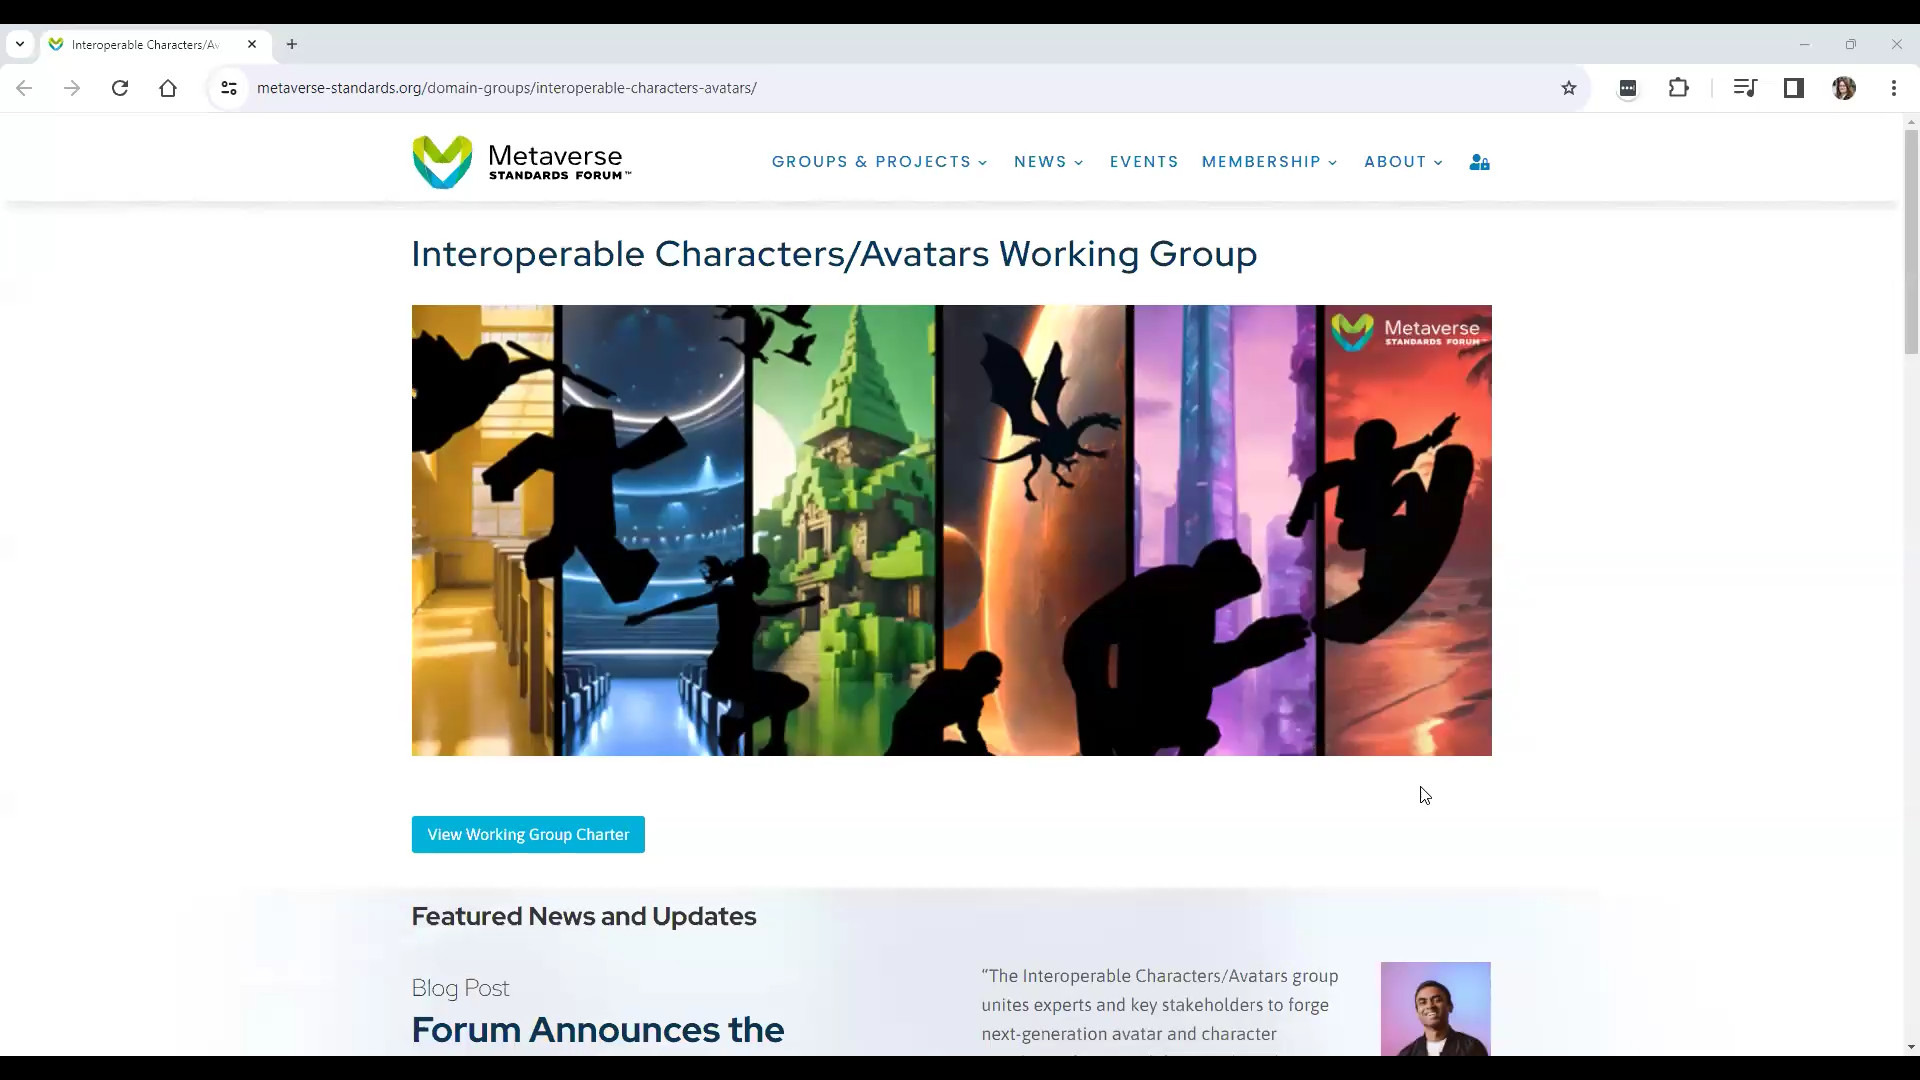 Interoperable Characters/Av
metaverse-standards.org/domain-groups/interoperable-characters-avatars/
Metaverse
STANDARDS FORUM™
GROUPS & PROJECTS
NEWS
EVENTS
MEMBERSHIP
ABOUT
Interoperable Characters/Avatars Working Group
Metaverse
STANDARDS FORUM
View Working Group Charter
Featured News and Updates
Blog Post
Forum Announces the
“The Interoperable Characters/Avatars group
unites experts and key stakeholders to forge
next-generation avatar and character